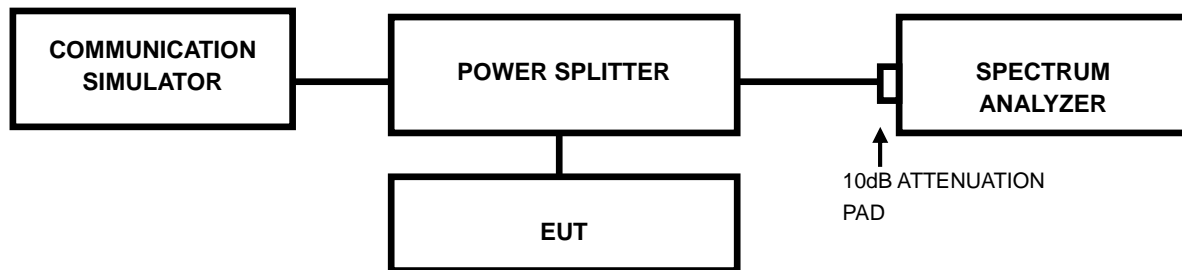 COMMUNICATION
SIMULATOR
POWER SPLITTER
SPECTRUM
ANALYZER
10dB ATTENUATION
PAD
EUT